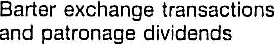 Barter exchange transactions
and patronage dividends